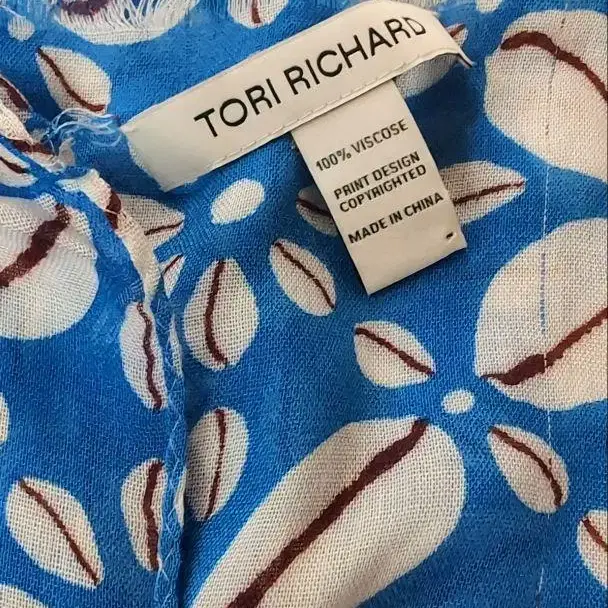 TORI RICHARD
100% VISCOSE
PRINT DESIGN
COPYRIGHTED
MADE IN CHINA